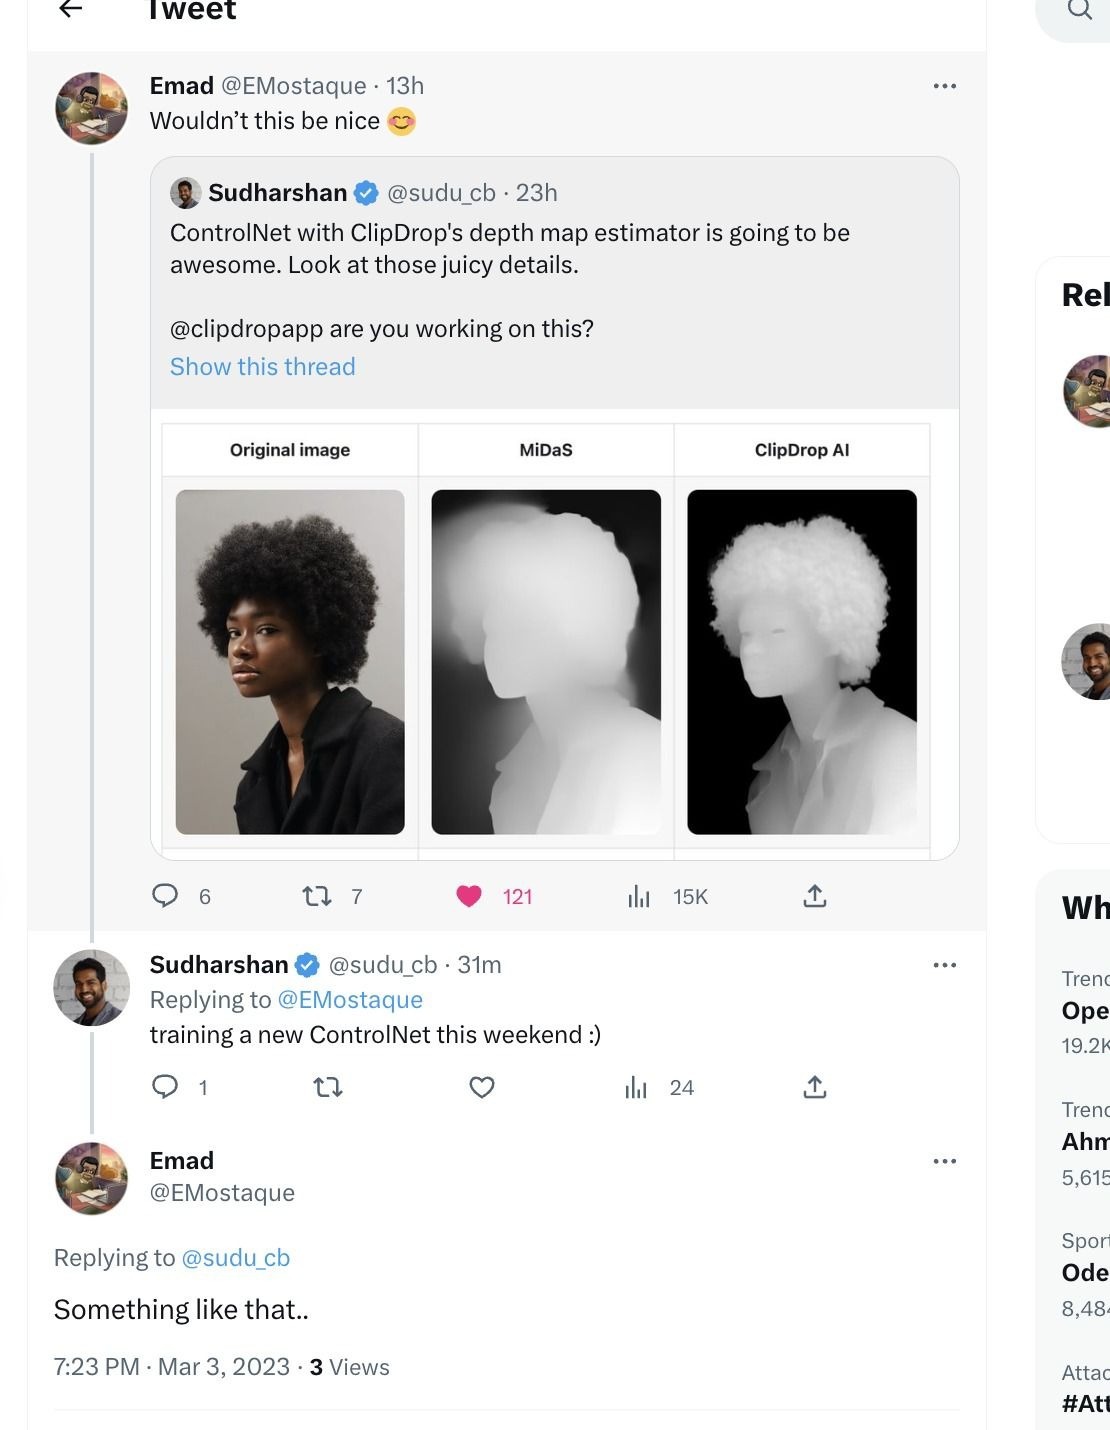 Tweet
Emad @EMostaque · 13h
Wouldn’t this be nice 😊
Sudharshan @sudu_cb · 23h
ControlNet with ClipDrop's depth map estimator is going to be
awesome. Look at those juicy details.
@clipdropapp are you working on this?
Show this thread
Original image MiDaS ClipDrop AI
6 7 121 15K
Sudharshan @sudu_cb · 31m
Replying to @EMostaque
training a new ControlNet this weekend :)
1 24
Emad
@EMostaque
Replying to @sudu_cb
Something like that..
7:23 PM · Mar 3, 2023 · 3 Views
Rel
Wh
Trend
Ope
19.2K
Trend
Ahm
5,615
Sport
Ode
8,484
Attac
#Att